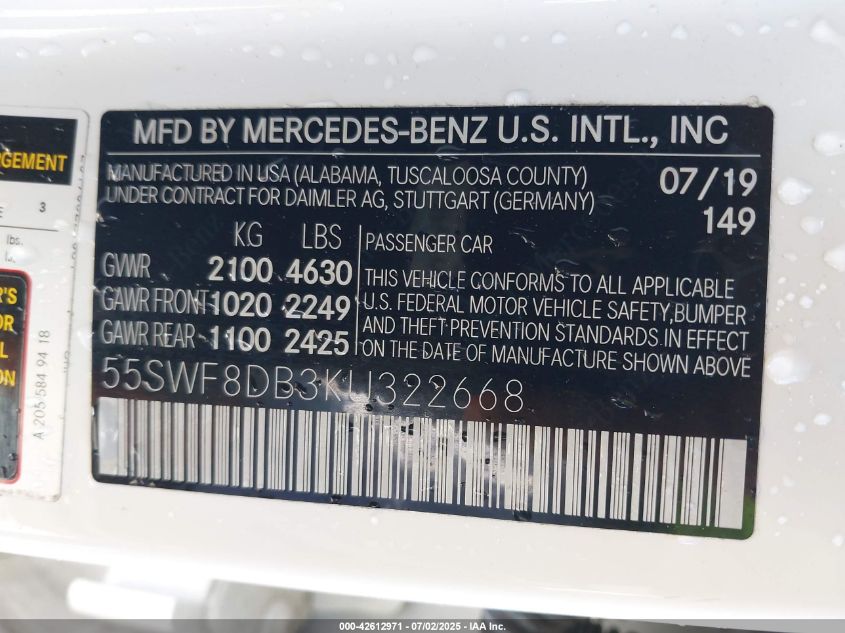 MFD BY MERCEDES-BENZ U.S. INTL., INC
MANUFACTURED IN USA (ALABAMA, TUSCALOOSA COUNTY)
UNDER CONTRACT FOR DAIMLER AG, STUTTGART (GERMANY)
07/19
149
KG LBS
GVWR 2100 4630
GAWR FRONT 1020 2249
GAWR REAR 1100 2425
PASSENGER CAR
THIS VEHICLE CONFORMS TO ALL APPLICABLE
U.S. FEDERAL MOTOR VEHICLE SAFETY, BUMPER
AND THEFT PREVENTION STANDARDS IN EFFECT
ON THE DATE OF MANUFACTURE SHOWN ABOVE
55SWF8DB3KU322668
3
lbs.
A 205 584 94 18
000-42612971 - 07/02/2025 - IAA Corp.